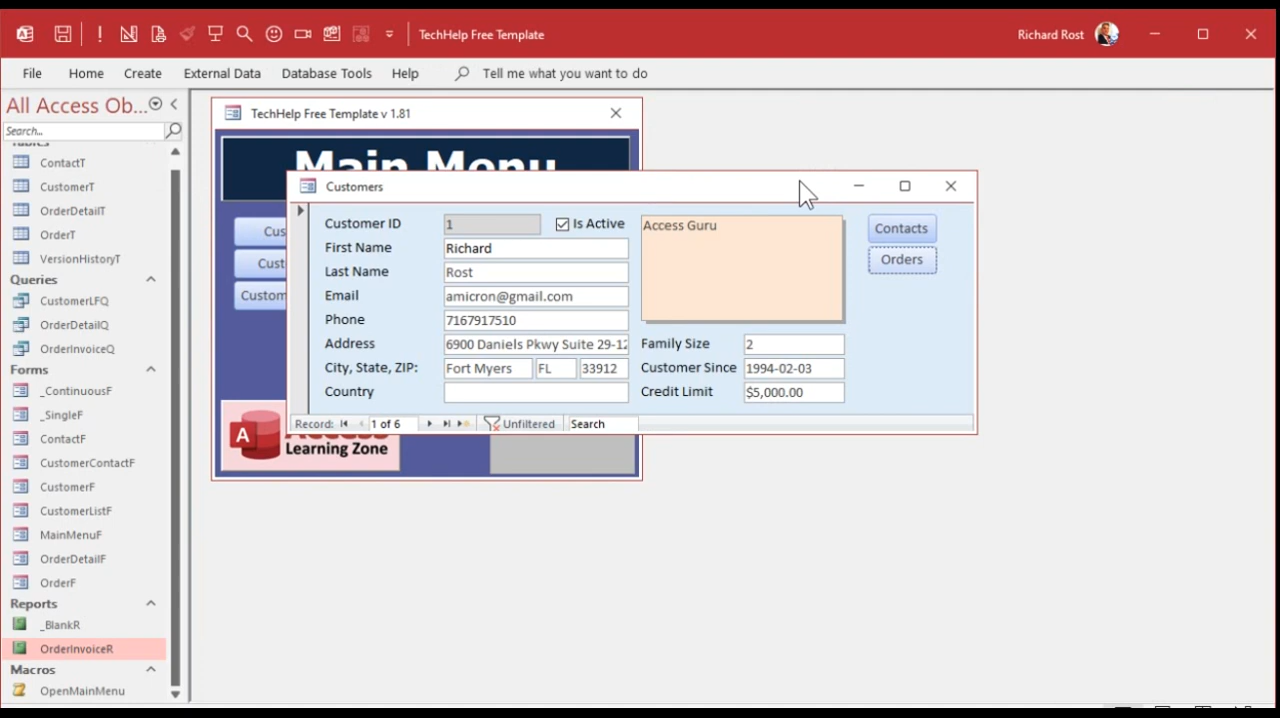 TechHelp Free Template
Richard Rost
File Home Create External Data Database Tools Help Tell me what you want to do
All Access Ob...
Search...
Tables
ContactT
CustomerT
OrderDetailT
OrderT
VersionHistoryT
Queries
CustomerLFQ
OrderDetailQ
OrderInvoiceQ
Forms
_ContinuousF
_SingleF
ContactF
CustomerContactF
CustomerF
CustomerListF
MainMenuF
OrderDetailF
OrderF
Reports
_BlankR
OrderInvoiceR
Macros
OpenMainMenu
TechHelp Free Template v 1.81
Main Menu
Cus
Cust
Custom
A
Access
Learning Zone
Customers
Customer ID 1 Is Active
First Name Richard
Last Name Rost
Email amicron@gmail.com
Phone 7167917510
Address 6900 Daniels Pkwy Suite 29-12
City, State, ZIP: Fort Myers FL 33912
Country
Access Guru
Family Size 2
Customer Since 1994-02-03
Credit Limit $5,000.00
Contacts
Orders
Record: 1 of 6 Unfiltered Search